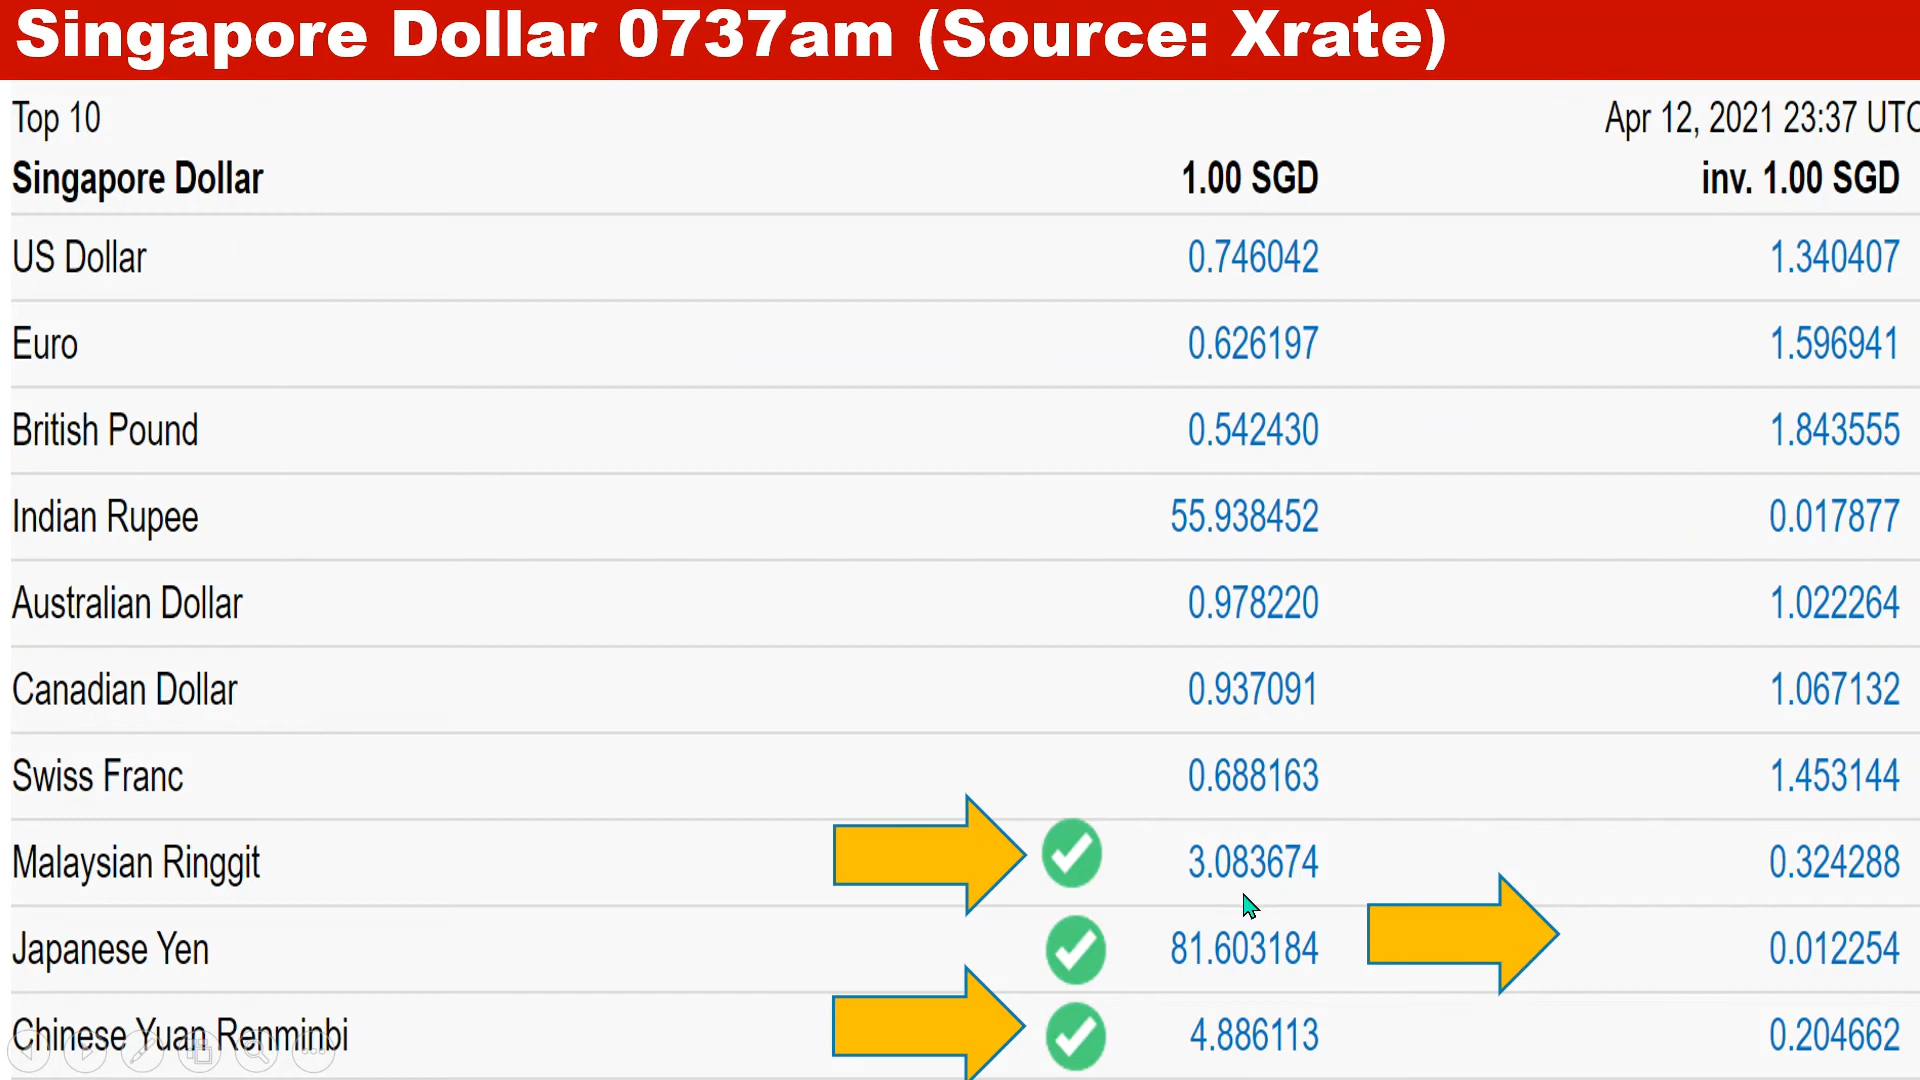 Singapore Dollar 0737am (Source: Xrate)
Top 10 Apr 12, 2021 23:37 UTC
Singapore Dollar 1.00 SGD inv. 1.00 SGD
US Dollar 0.746042 1.340407
Euro 0.626197 1.596941
British Pound 0.542430 1.843555
Indian Rupee 55.938452 0.017877
Australian Dollar 0.978220 1.022264
Canadian Dollar 0.937091 1.067132
Swiss Franc 0.688163 1.453144
Malaysian Ringgit 3.083674 0.324288
Japanese Yen 81.603184 0.012254
Chinese Yuan Renminbi 4.886113 0.204662